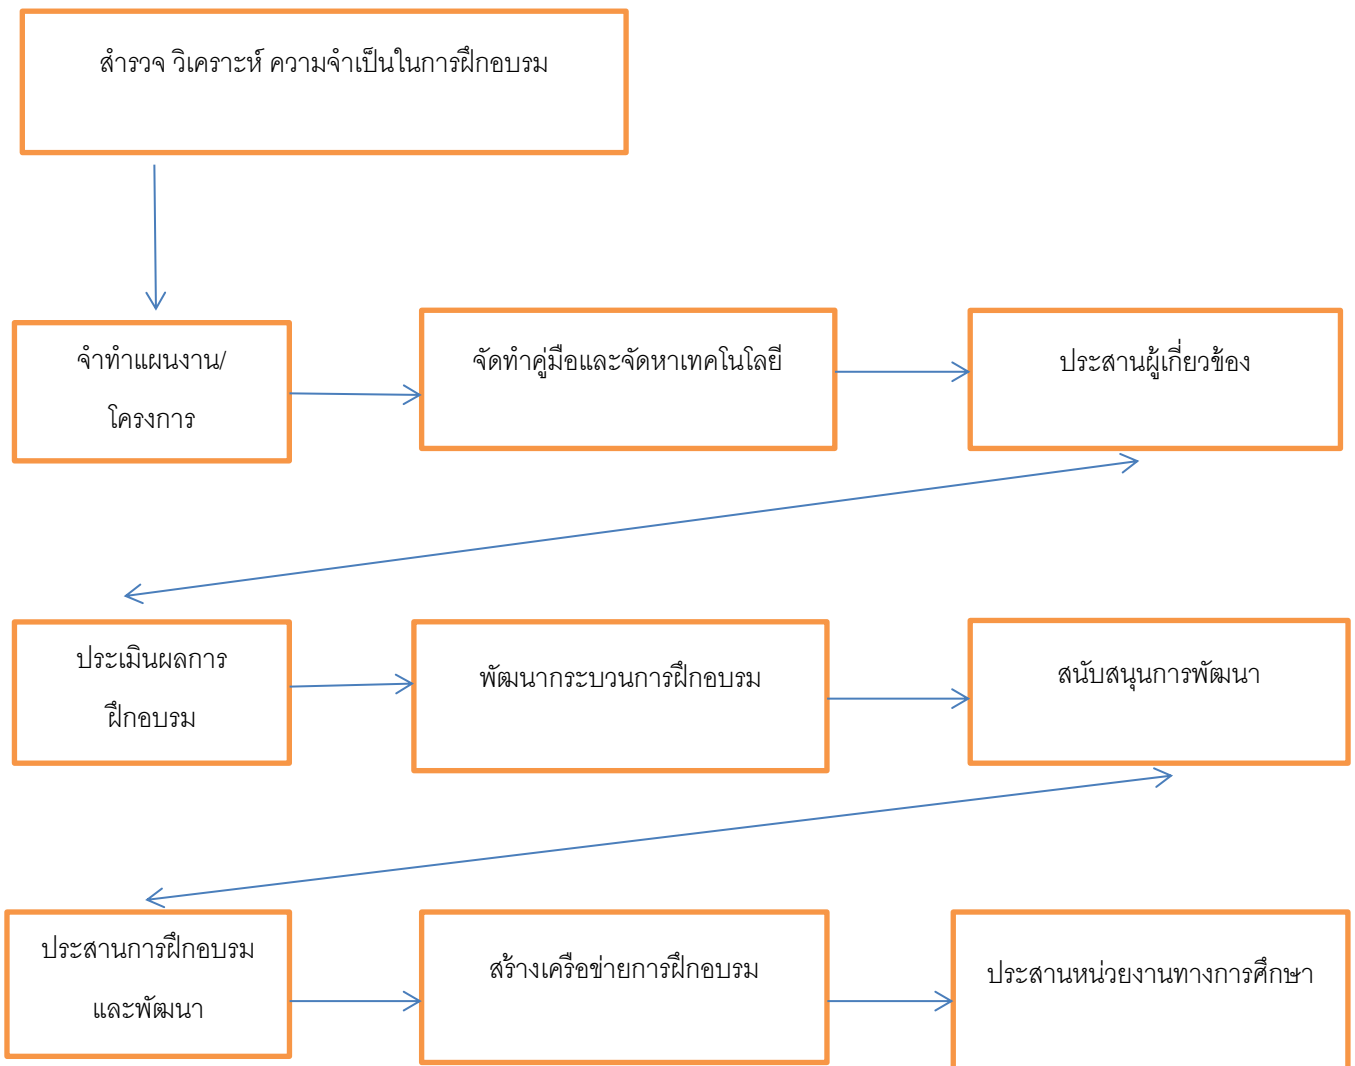 สำรวจ วิเคราะห์ ความจำเป็นในการฝึกอบรม
จำทำแผนงาน/
โครงการ
จัดทำคู่มือและจัดหาเทคโนโลยี
ประสานผู้เกี่ยวข้อง
ประเมินผลการ
ฝึกอบรม
พัฒนากระบวนการฝึกอบรม
สนับสนุนการพัฒนา
ประสานการฝึกอบรม
และพัฒนา
สร้างเครือข่ายการฝึกอบรม
ประสานหน่วยงานทางการศึกษา